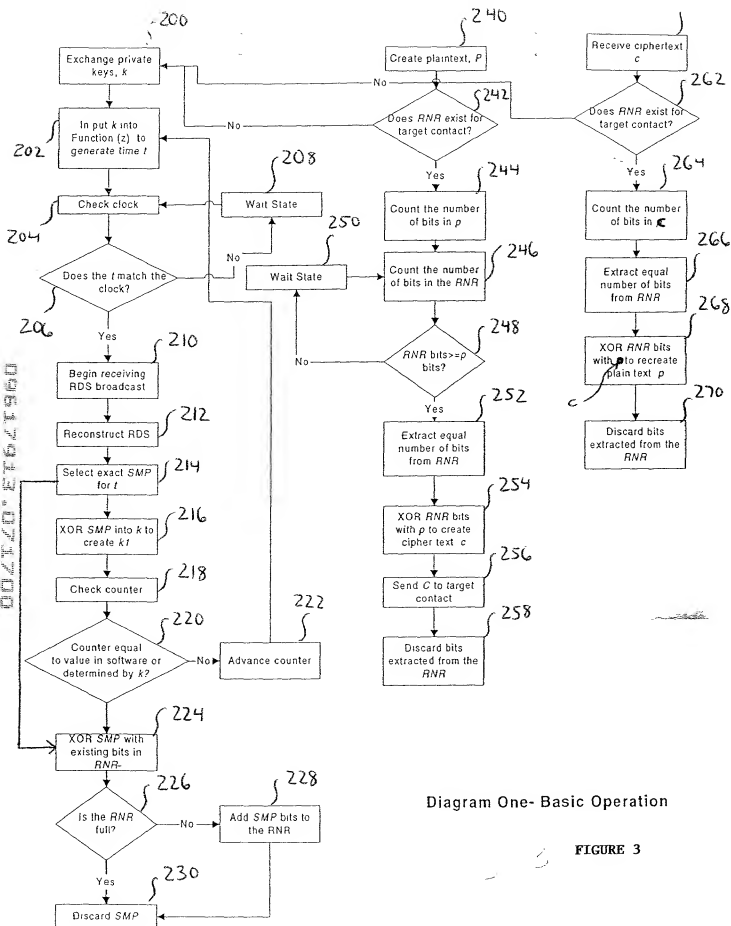 200
Exchange private
keys, k
202
In put k into
Function (z) to
generate time t
204
Check clock
206
Does the t match the
clock?
No
208
Wait State
Yes
210
Begin receiving
RDS broadcast
212
Reconstruct RDS
214
Select exact SMP
for t
216
XOR SMP into k to
create k1
218
Check counter
220
Counter equal
to value in software or
determined by k?
No
222
Advance counter
224
XOR SMP with
existing bits in
RNR-
226
Is the RNR
full?
No
228
Add SMP bits to
the RNR
Yes
230
Discard SMP
240
Create plaintext, P
242
Does RNR exist for
target contact?
No
Yes
244
Count the number
of bits in p
246
Count the number
of bits in the RNR
250
Wait State
248
RNR bits>=p
bits?
No
Yes
252
Extract equal
number of bits
from RNR
254
XOR RNR bits
with p to create
cipher text c
256
Send C to target
contact
258
Discard bits
extracted from the
RNR
Receive ciphertext
c
262
Does RNR exist for
target contact?
No
Yes
264
Count the number
of bits in c
266
Extract equal
number of bits
from RNR
268
XOR RNR bits
with to recreate
plain text p
c
270
Discard bits
extracted from the
RNR
Diagram One- Basic Operation
FIGURE 3